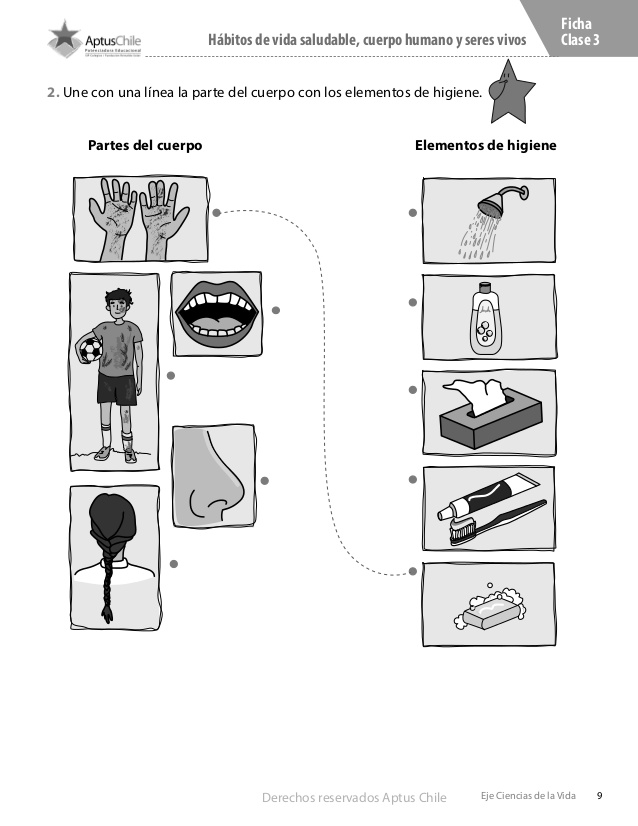 AptusChile
Potenciadora Educacional
Hábitos de vida saludable, cuerpo humano y seres vivos
Ficha
Clase 3
2. Une con una línea la parte del cuerpo con los elementos de higiene.
Partes del cuerpo
Elementos de higiene
Derechos reservados Aptus Chile
Eje Ciencias de la Vida
9